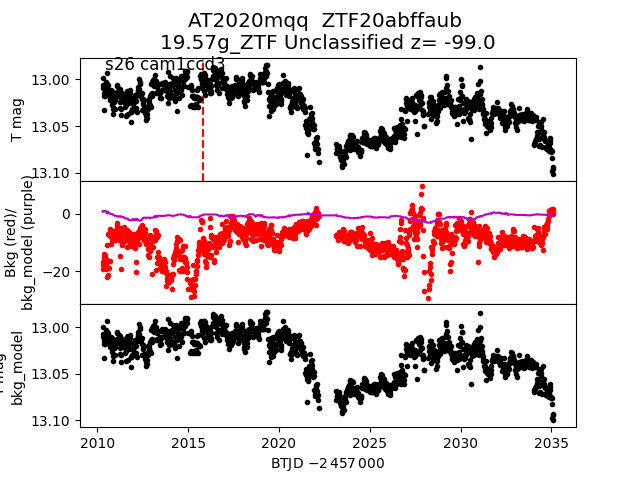 AT2020mqq  ZTF20abffaub
19.57g_ZTF Unclassified z= -99.0
s26 cam1ccd3
T mag
13.00
13.05
13.10
Bkg (red)/
bkg_model (purple)
0
−20
bkg_model
13.00
13.05
13.10
2010
2015
2020
2025
2030
2035
BTJD −2 457 000